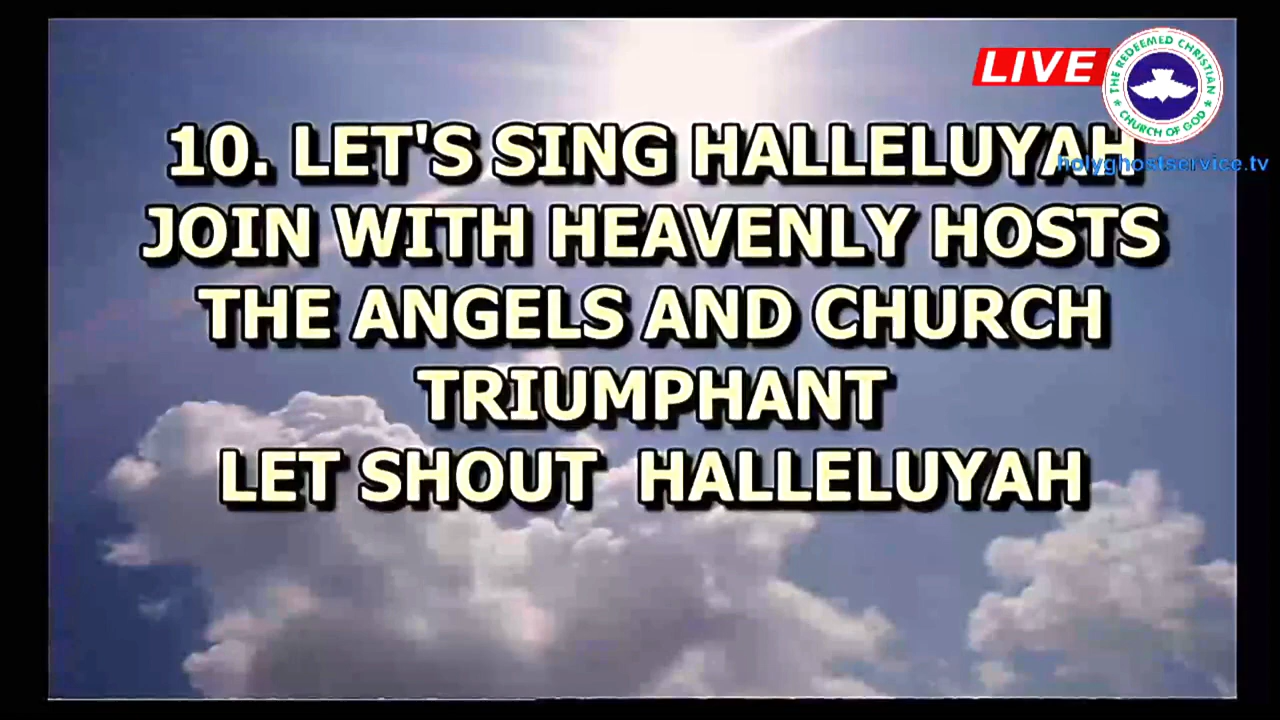 LIVE
THE REDEEMED CHRISTIAN
CHURCH OF GOD
holyghostservice.tv
10. LET'S SING HALLELUYAH
JOIN WITH HEAVENLY HOSTS
THE ANGELS AND CHURCH
TRIUMPHANT
LET SHOUT  HALLELUYAH